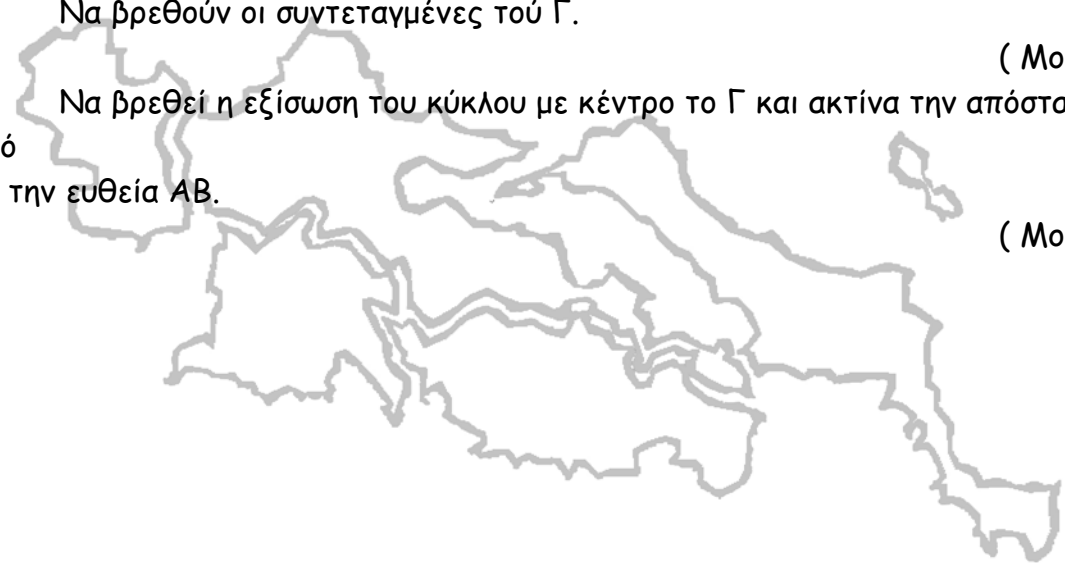 Να βρεθούν οι συντεταγμένες τού Γ.
( Μο
Να βρεθεί η εξίσωση του κύκλου με κέντρο το Γ και ακτίνα την απόστα
ό
την ευθεία ΑΒ.
( Μο